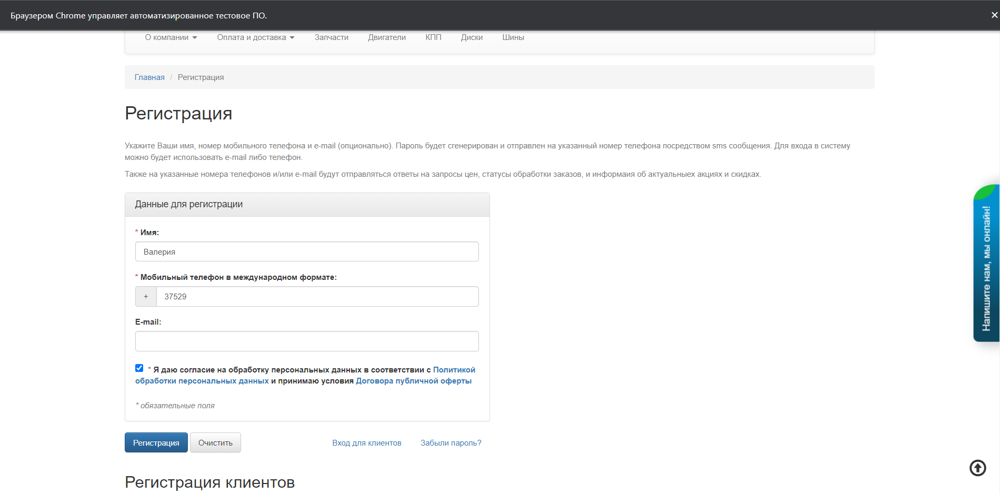 Браузером Chrome управляет автоматизированное тестовое ПО.
О компании Оплата и доставка Запчасти Двигатели КПП Диски Шины
Главная / Регистрация
Регистрация
Укажите Ваши имя, номер мобильного телефона и e-mail (опционально). Пароль будет сгенерирован и отправлен на указанный номер телефона посредством sms сообщения. Для входа в систему
можно будет использовать e-mail либо телефон.
Также на указанные номера телефонов и/или e-mail будут отправляться ответы на запросы цен, статусы обработки заказов, и информаия об актуальныех акциях и скидках.
Данные для регистрации
* Имя:
Валерия
* Мобильный телефон в международном формате:
+ 37529
E-mail:
* Я даю согласие на обработку персональных данных в соответствии с Политикой
обработки персональных данных и принимаю условия Договора публичной оферты
* обязательные поля
Регистрация Очистить Вход для клиентов Забыли пароль?
Регистрация клиентов
Напишите нам, мы онлайн!